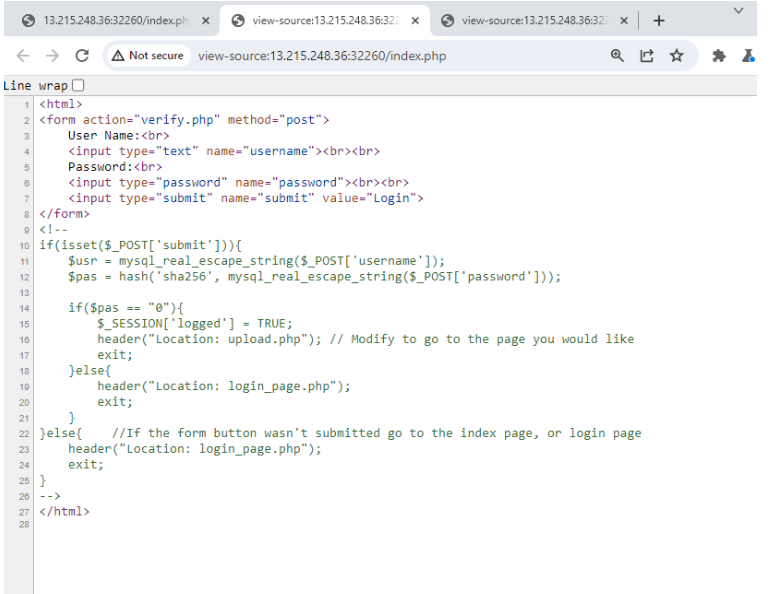 13.215.248.36:32260/index.ph
view-source:13.215.248.36:322
view-source:13.215.248.36:322
Not secure
view-source:13.215.248.36:32260/index.php
Line wrap
1 <html>
2 <form action="verify.php" method="post">
3 User Name:<br>
4 <input type="text" name="username"><br><br>
5 Password:<br>
6 <input type="password" name="password"><br><br>
7 <input type="submit" name="submit" value="Login">
8 </form>
9 <!--
10 if(isset($_POST['submit'])){
11 $usr = mysql_real_escape_string($_POST['username']);
12 $pas = hash('sha256', mysql_real_escape_string($_POST['password']));
13
14 if($pas == "0"){
15 $_SESSION['logged'] = TRUE;
16 header("Location: upload.php"); // Modify to go to the page you would like
17 exit;
18 }else{
19 header("Location: login_page.php");
20 exit;
21 }
22 }else{ //If the form button wasn't submitted go to the index page, or login page
23 header("Location: login_page.php");
24 exit;
25 }
26 -->
27 </html>
28